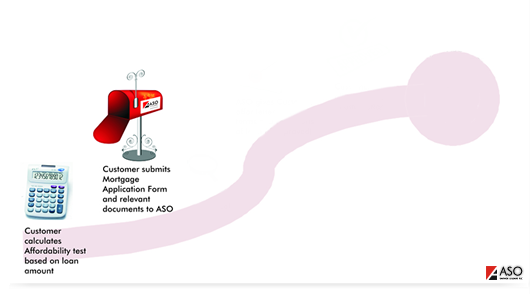 ASO
Customer submits
Mortgage
Application Form
and relevant
documents to ASO
Customer
calculates
Affordability test
based on loan
amount
ASO